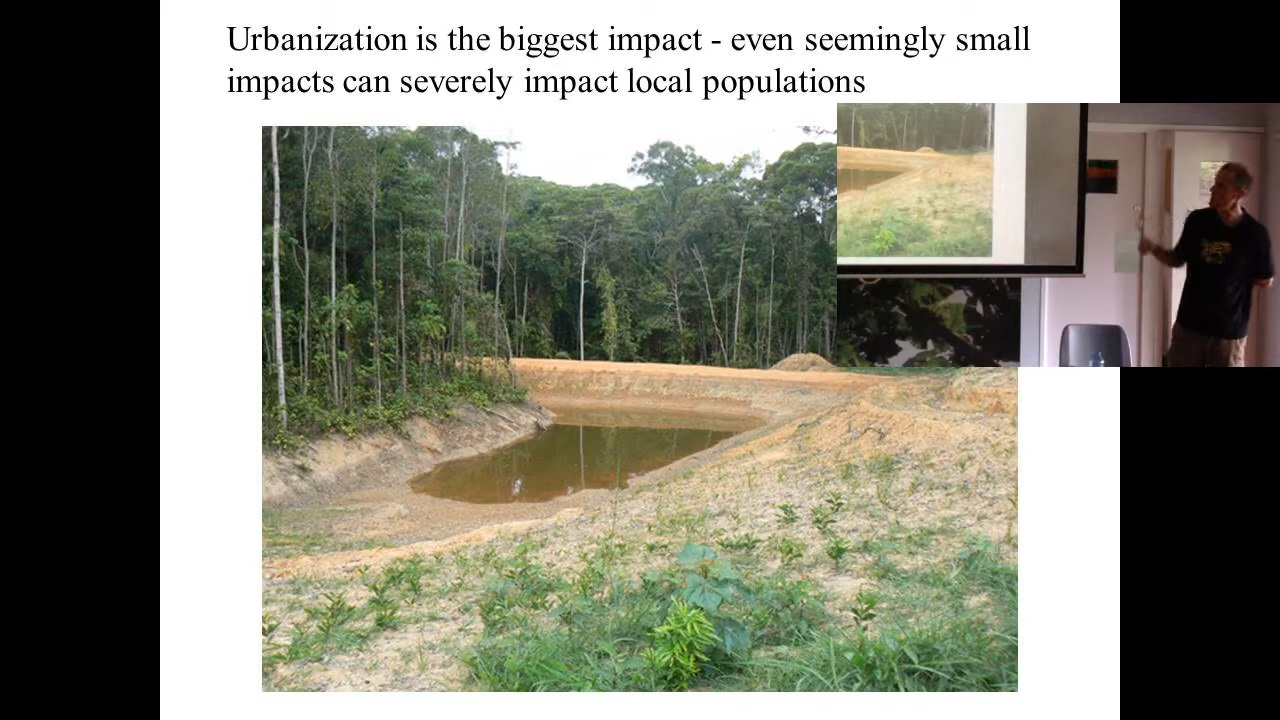 Urbanization is the biggest impact - even seemingly small
impacts can severely impact local populations